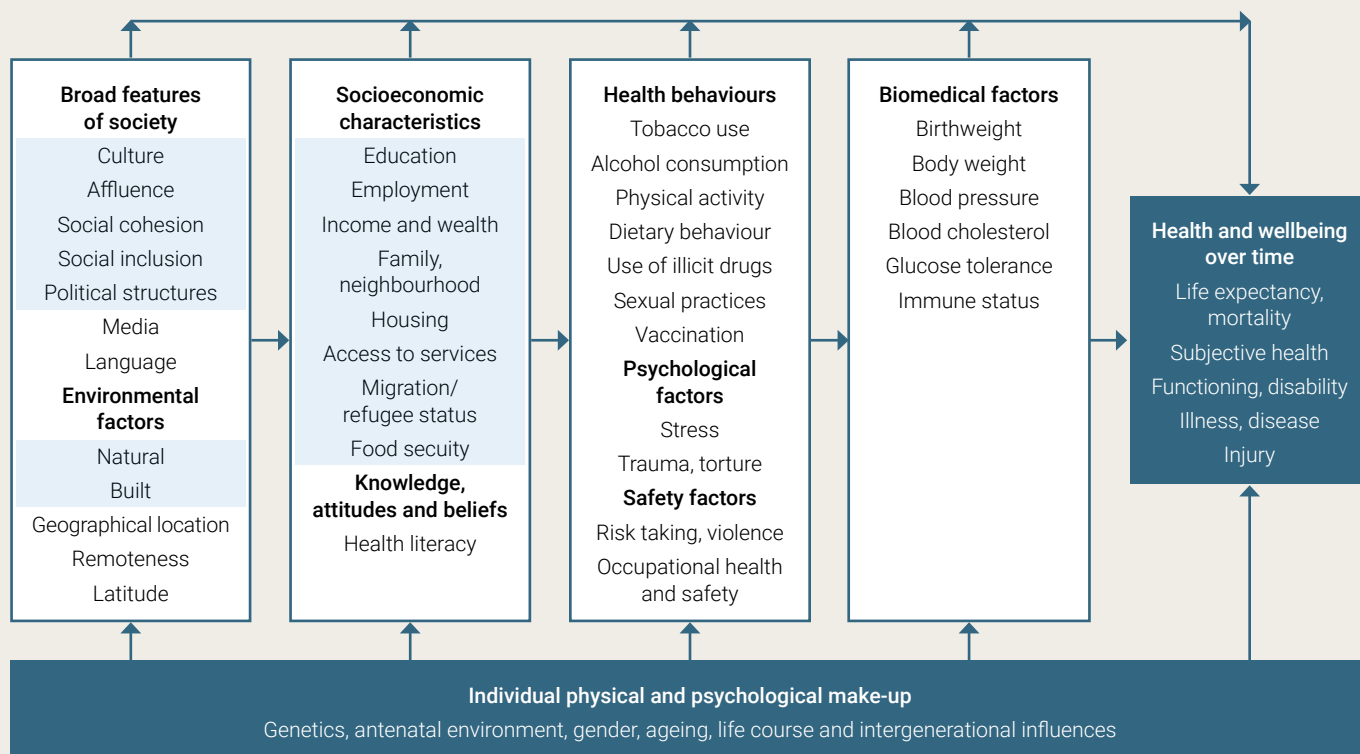 Broad features
of society
Culture
Affluence
Social cohesion
Social inclusion
Political structures
Media
Language
Environmental
factors
Natural
Built
Geographical location
Remoteness
Latitude
Socioeconomic
characteristics
Education
Employment
Income and wealth
Family,
neighbourhood
Housing
Access to services
Migration/
refugee status
Food secuity
Knowledge,
attitudes and beliefs
Health literacy
Health behaviours
Tobacco use
Alcohol consumption
Physical activity
Dietary behaviour
Use of illicit drugs
Sexual practices
Vaccination
Psychological
factors
Stress
Trauma, torture
Safety factors
Risk taking, violence
Occupational health
and safety
Biomedical factors
Birthweight
Body weight
Blood pressure
Blood cholesterol
Glucose tolerance
Immune status
Health and wellbeing
over time
Life expectancy,
mortality
Subjective health
Functioning, disability
Illness, disease
Injury
Individual physical and psychological make-up
Genetics, antenatal environment, gender, ageing, life course and intergenerational influences